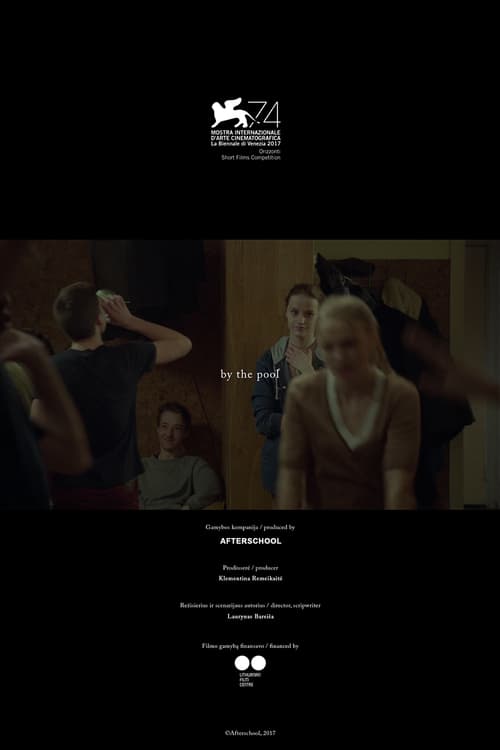 74
MOSTRA INTERNAZIONALE
D'ARTE CINEMATOGRAFICA
La Biennale di Venezia 2017
Orizzonti
Short Films Competition
by the pool
Gamybos kompanija / produced by
AFTERSCHOOL
Prodiuserė / producer
Klementina Remeikaitė
Režisierius ir scenarijaus autorius / director, scripwriter
Laurynas Bareiša
Filmo gamybą finansavo / financed by
LITHUANIAN
FILM
CENTRE
©Afterschool, 2017